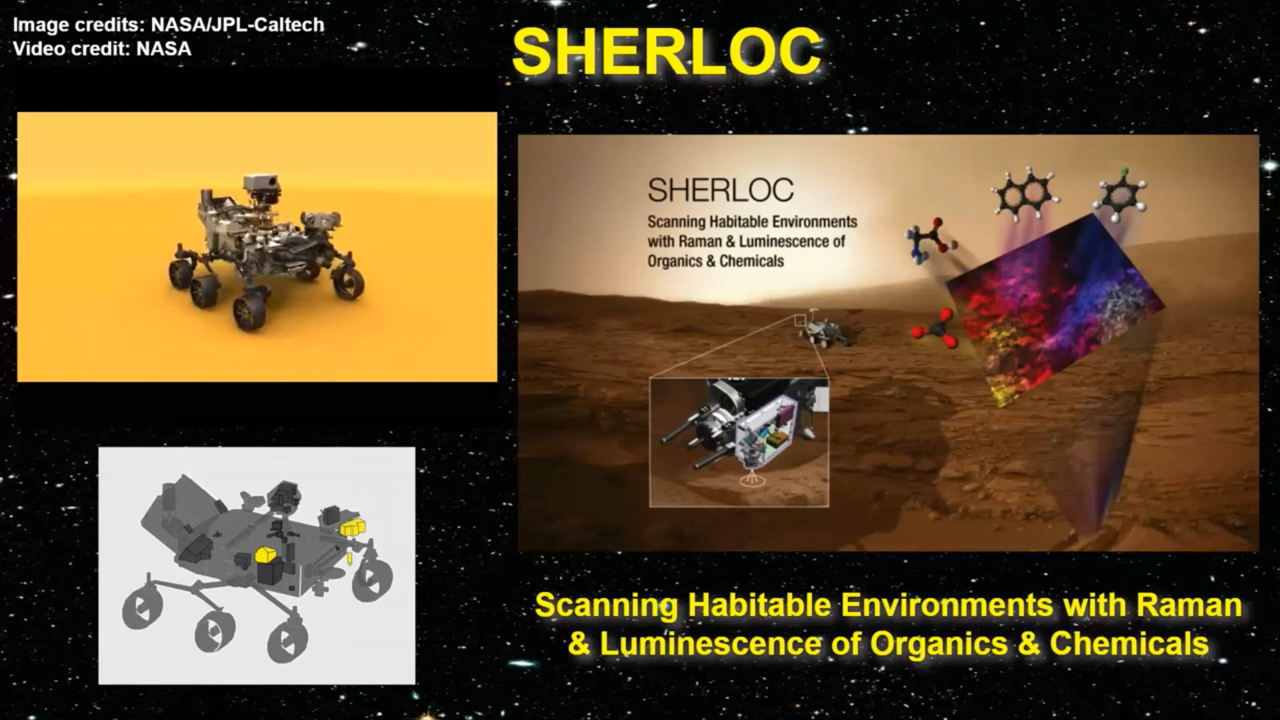 Image credits: NASA/JPL-Caltech
Video credit: NASA
SHERLOC
SHERLOC
Scanning Habitable Environments
with Raman & Luminescence of
Organics & Chemicals
Scanning Habitable Environments with Raman
& Luminescence of Organics & Chemicals